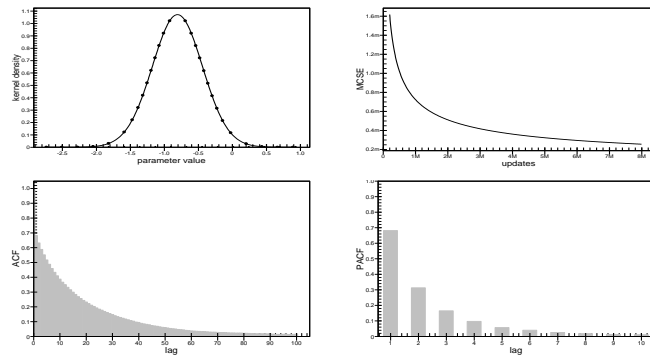 1.1
1.0
0.9
0.8
0.7
0.6
0.5
0.4
0.3
0.2
0.1
0
kernel density
-2.5 -2.0 -1.5 -1.0 -0.5 0 0.5 1.0
parameter value
1.6m
1.4m
1.2m
1.0m
0.8m
0.6m
0.4m
0.2m
MCSE
0 1M 2M 3M 4M 5M 6M 7M 8M
updates
1.0
0.9
0.8
0.7
0.6
0.5
0.4
0.3
0.2
0.1
0
ACF
0 10 20 30 40 50 60 70 80 90 100
lag
1.0
0.9
0.8
0.7
0.6
0.5
0.4
0.3
0.2
0.1
0
PACF
1 2 3 4 5 6 7 8 9 10
lag